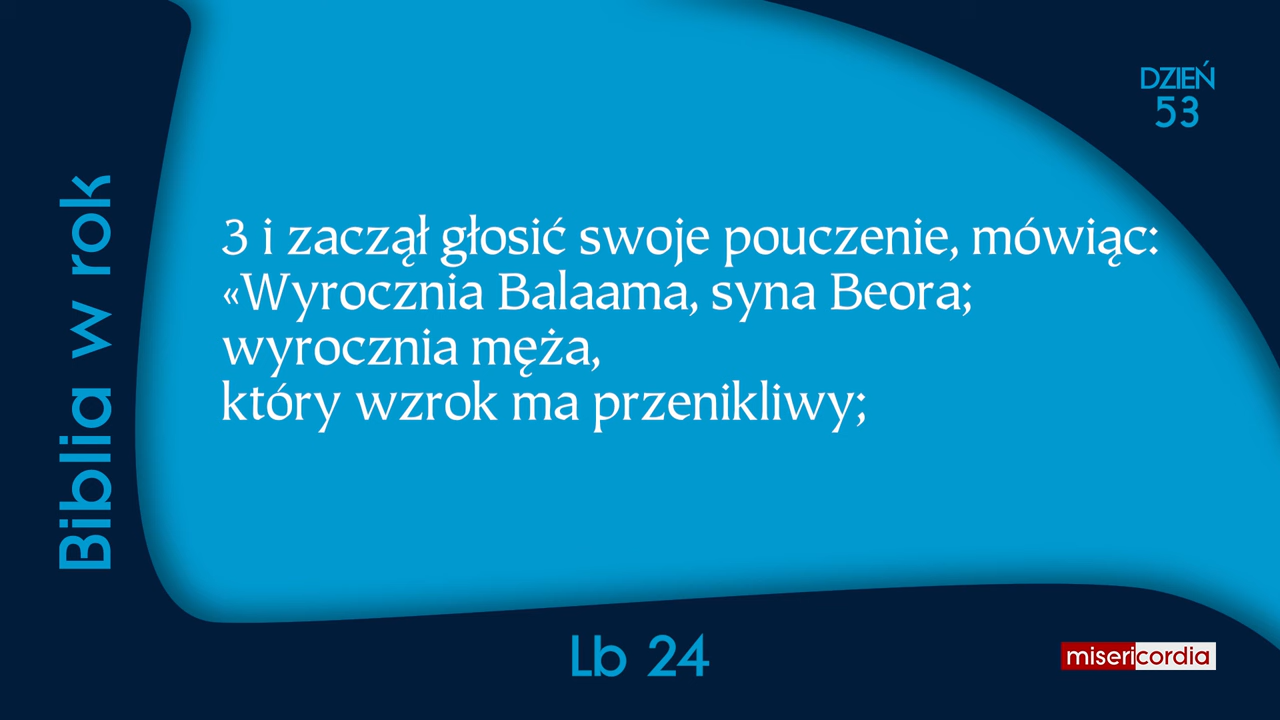 DZIEŃ
53
Biblia w rok
3 i zaczął głosić swoje pouczenie, mówiąc:
«Wyrocznia Balaama, syna Beora;
wyrocznia męża,
który wzrok ma przenikliwy;
Lb 24
misericordia